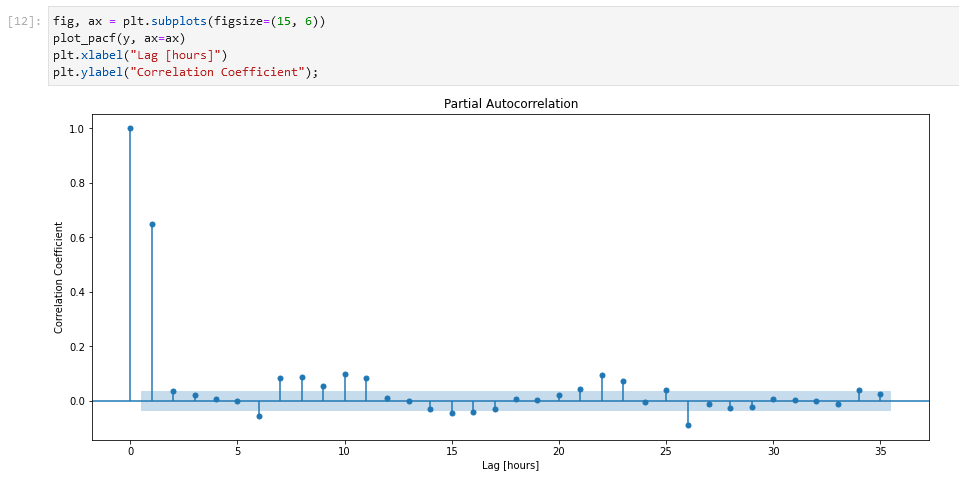 [12]: fig, ax = plt.subplots(figsize=(15, 6))
plot_pacf(y, ax=ax)
plt.xlabel("Lag [hours]")
plt.ylabel("Correlation Coefficient");
Partial Autocorrelation
1.0
0.8
0.6
0.4
0.2
0.0
Correlation Coefficient
0 5 10 15 20 25 30 35
Lag [hours]